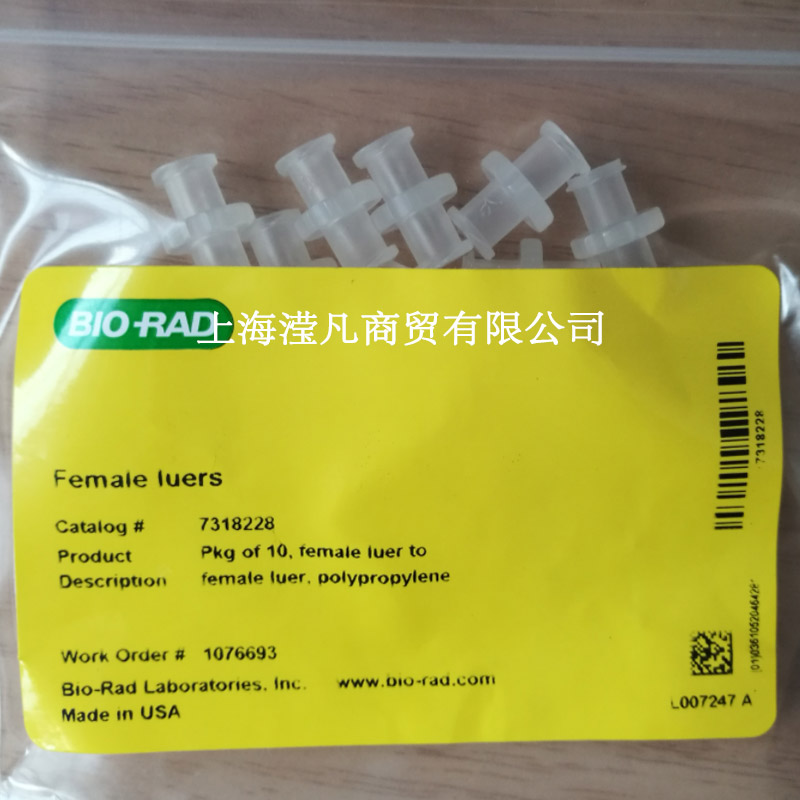 BIO-RAD
上海滢凡商贸有限公司
Female luers
Catalog # 7318228
Product Pkg of 10, female luer to
Description female luer, polypropylene
Work Order # 1076693
Bio-Rad Laboratories, Inc. www.bio-rad.com
Made in USA
7318228
L007247 A